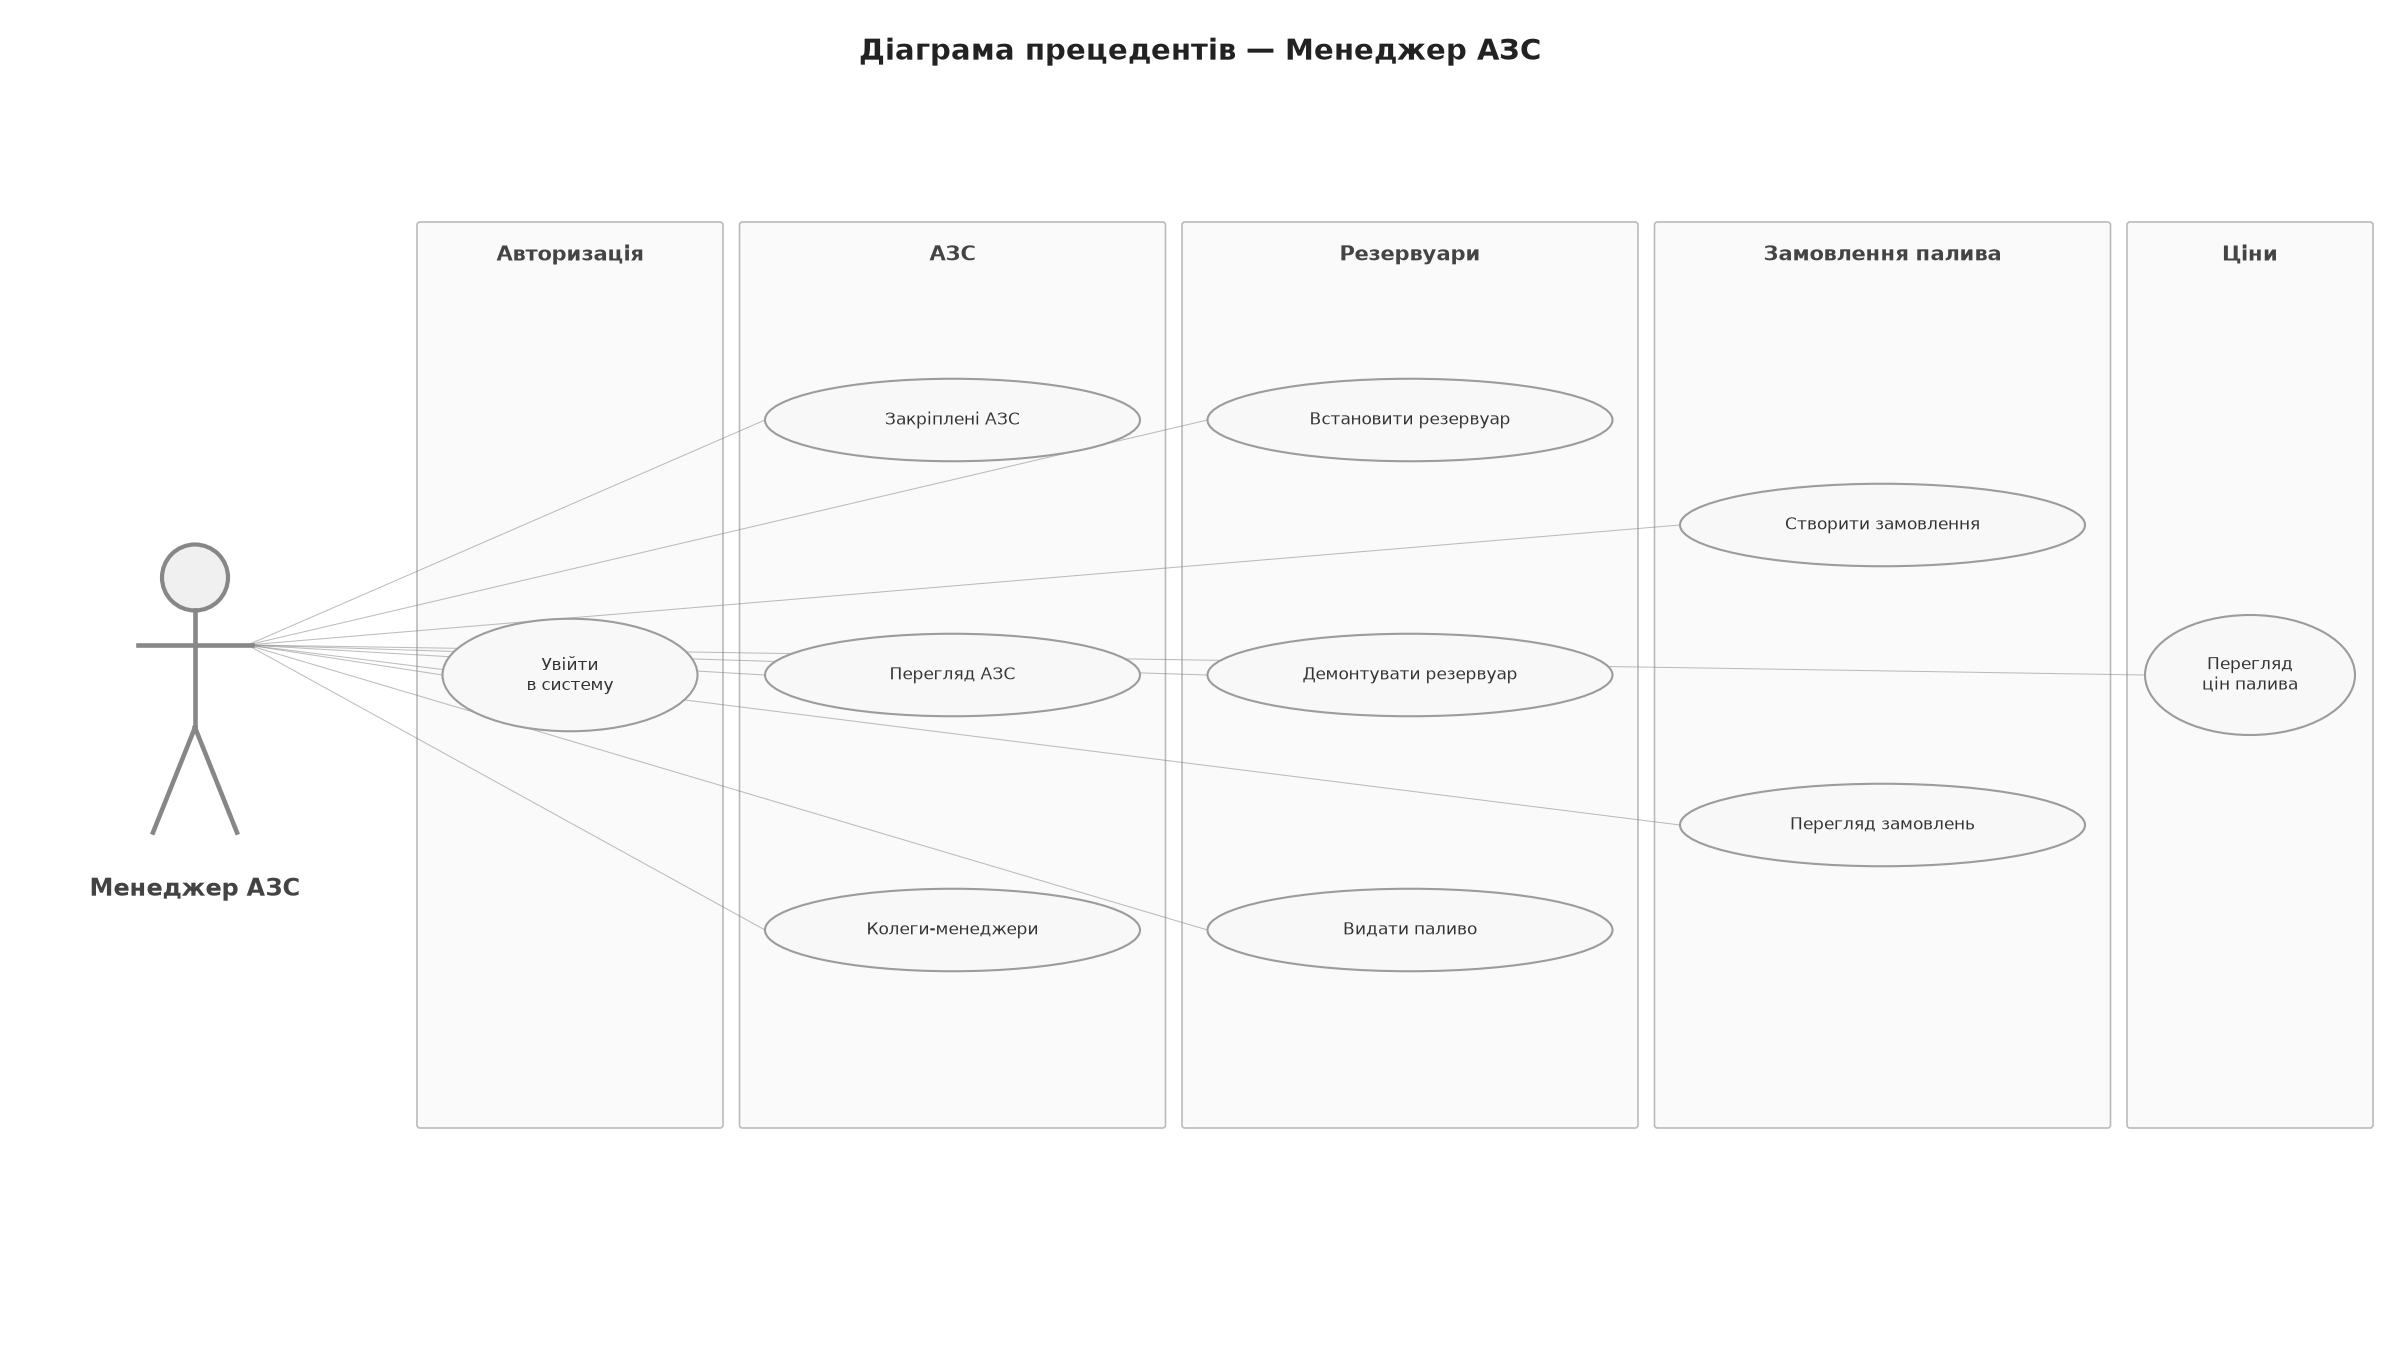 Діаграма прецедентів — Менеджер АЗС
Авторизація
АЗС
Резервуари
Замовлення палива
Ціни
Закріплені АЗС
Встановити резервуар
Створити замовлення
Увійти
в систему
Перегляд АЗС
Демонтувати резервуар
Перегляд
цін палива
Перегляд замовлень
Менеджер АЗС
Колеги-менеджери
Видати паливо